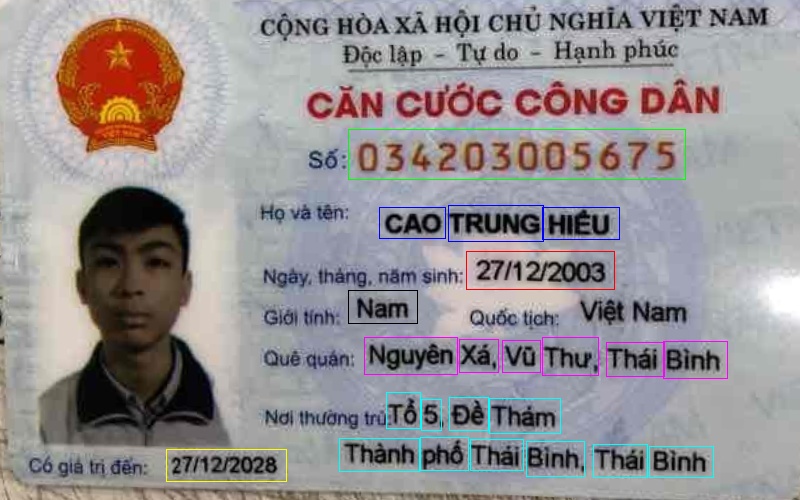 CỘNG HÒA XÃ HỘI CHỦ NGHĨA VIỆT NAM
Độc lập - Tự do - Hạnh phúc
CĂN CƯỚC CÔNG DÂN
Số: 034203005675
Họ và tên: CAO TRUNG HIẾU
Ngày, tháng, năm sinh: 27/12/2003
Giới tính: Nam Quốc tịch: Việt Nam
Quê quán: Nguyên Xá, Vũ Thư, Thái Bình
Nơi thường trú: Tổ 5, Đề Thám
Thành phố Thái Bình, Thái Bình
Có giá trị đến: 27/12/2028